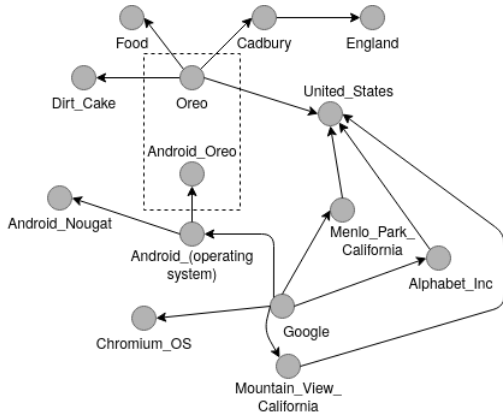 Food
Cadbury
England
Dirt_Cake
Oreo
United_States
Android_Oreo
Android_Nougat
Android_(operating
system)
Menlo_Park_
California
Alphabet_Inc
Chromium_OS
Google
Mountain_View_
California